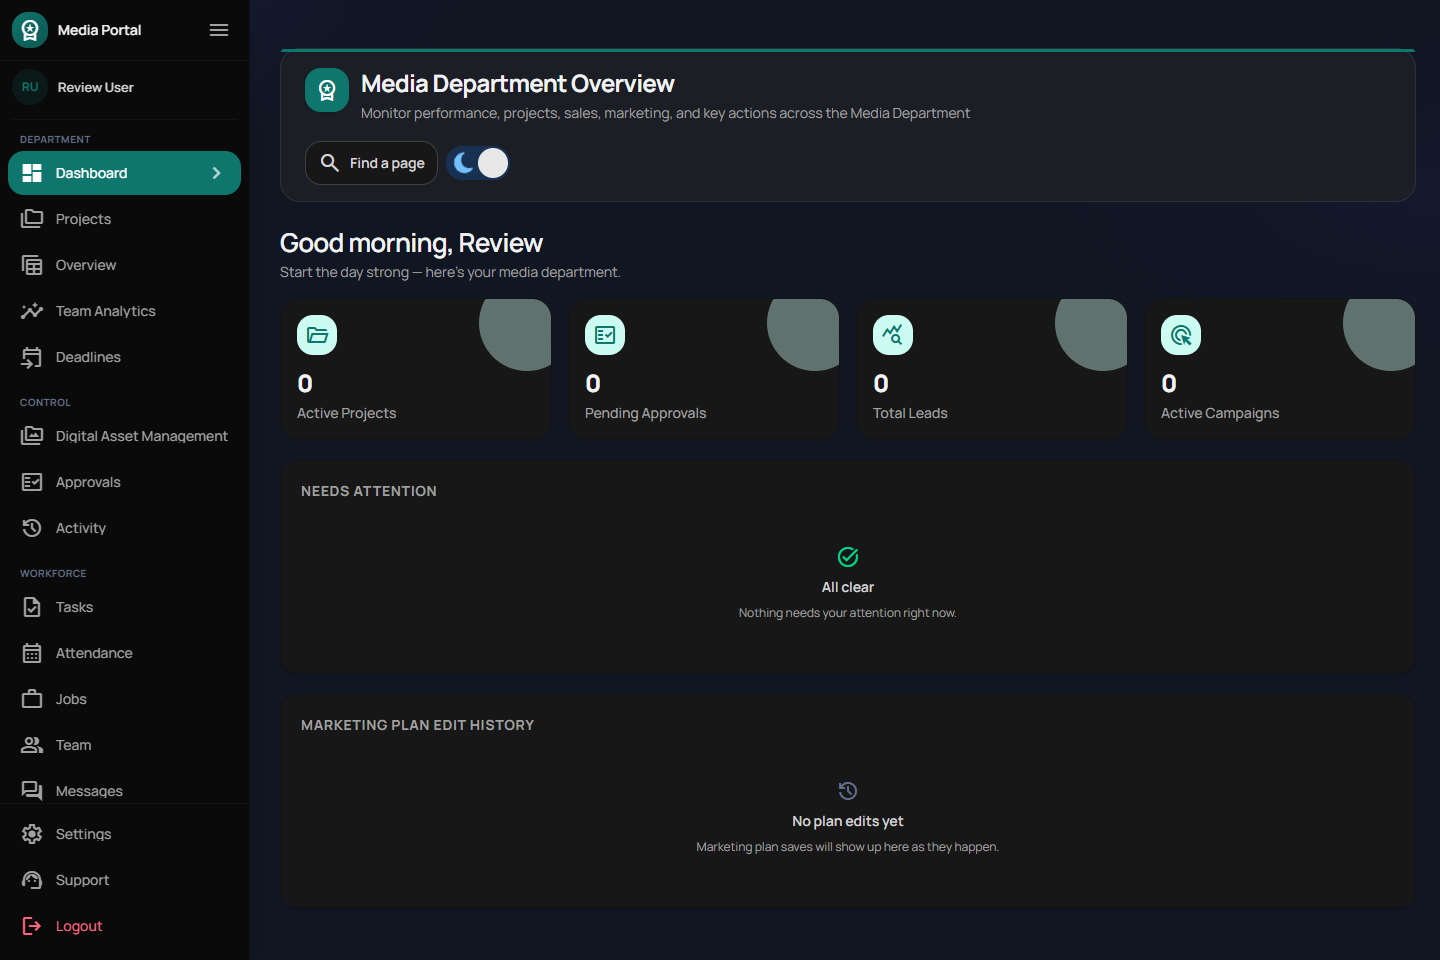 Media Portal
RU
Review User
DEPARTMENT
Dashboard
Projects
Overview
Team Analytics
Deadlines
CONTROL
Digital Asset Management
Approvals
Activity
WORKFORCE
Tasks
Attendance
Jobs
Team
Messages
Settings
Support
Logout
Media Department Overview
Monitor performance, projects, sales, marketing, and key actions across the Media Department
Find a page
Good morning, Review
Start the day strong — here's your media department.
0
Active Projects
0
Pending Approvals
0
Total Leads
0
Active Campaigns
NEEDS ATTENTION
All clear
Nothing needs your attention right now.
MARKETING PLAN EDIT HISTORY
No plan edits yet
Marketing plan saves will show up here as they happen.